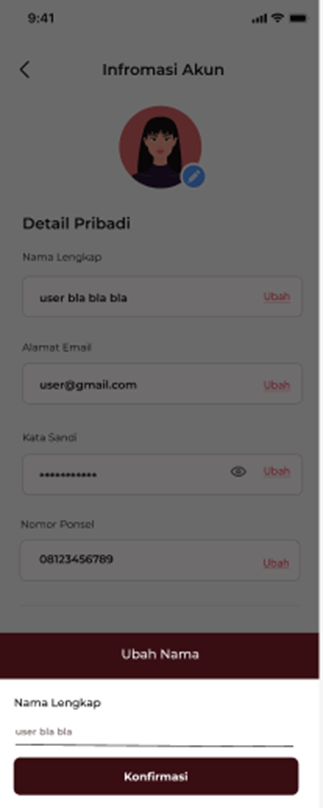 9:41
Infromasi Akun
Detail Pribadi
Nama Lengkap
user bla bla bla Ubah
Alamat Email
user@gmail.com Ubah
Kata Sandi
*********** Ubah
Nomor Ponsel
08123456789 Ubah
Ubah Nama
Nama Lengkap
user bla bla
Konfirmasi